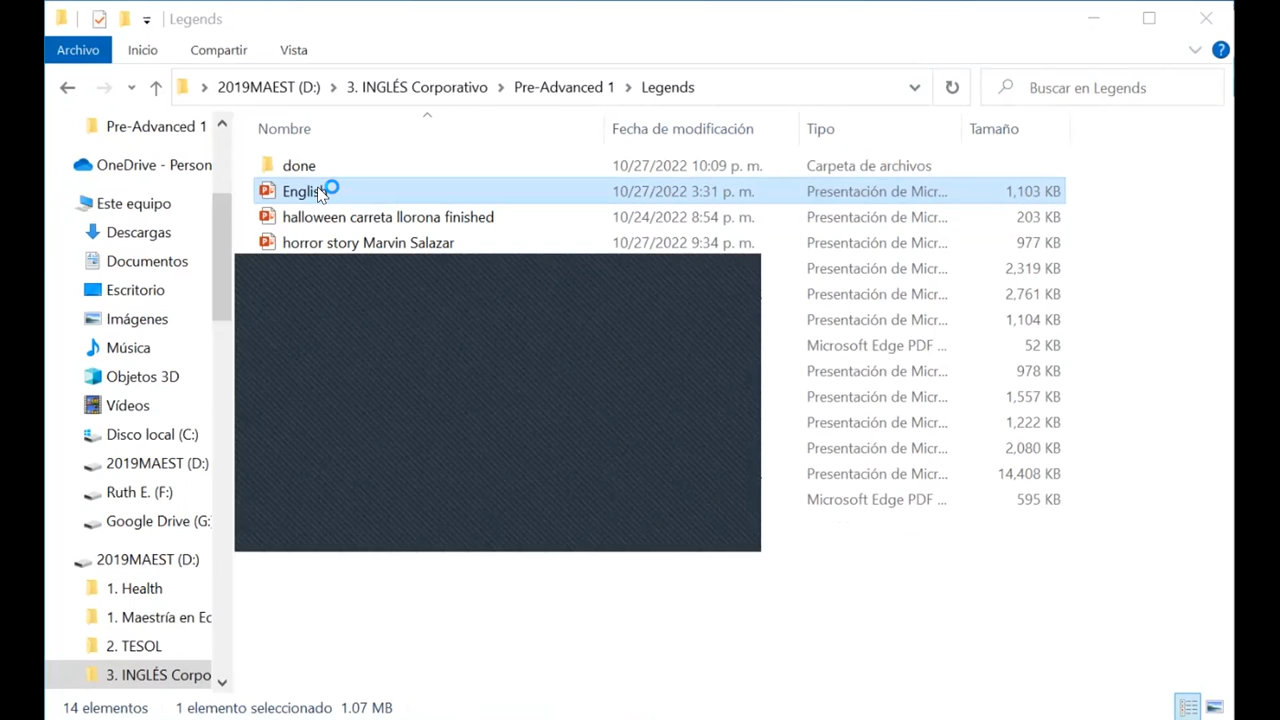 Legends
Archivo Inicio Compartir Vista
2019MAEST (D:) 3. INGLÉS Corporativo Pre-Advanced 1 Legends Buscar en Legends
Nombre Fecha de modificación Tipo Tamaño
done 10/27/2022 10:09 p. m. Carpeta de archivos
English 10/27/2022 3:31 p. m. Presentación de Micr... 1,103 KB
halloween carreta llorona finished 10/24/2022 8:54 p. m. Presentación de Micr... 203 KB
horror story Marvin Salazar 10/27/2022 9:34 p. m. Presentación de Micr... 977 KB
Presentación de Micr... 2,319 KB
Presentación de Micr... 2,761 KB
Presentación de Micr... 1,104 KB
Microsoft Edge PDF ... 52 KB
Presentación de Micr... 978 KB
Presentación de Micr... 1,557 KB
Presentación de Micr... 1,222 KB
Presentación de Micr... 2,080 KB
Presentación de Micr... 14,408 KB
Microsoft Edge PDF ... 595 KB
Pre-Advanced 1
OneDrive - Person
Este equipo
Descargas
Documentos
Escritorio
Imágenes
Música
Objetos 3D
Vídeos
Disco local (C:)
2019MAEST (D:)
Ruth E. (F:)
Google Drive (G:
2019MAEST (D:)
1. Health
1. Maestría en Ec
2. TESOL
3. INGLÉS Corpo
14 elementos 1 elemento seleccionado 1.07 MB